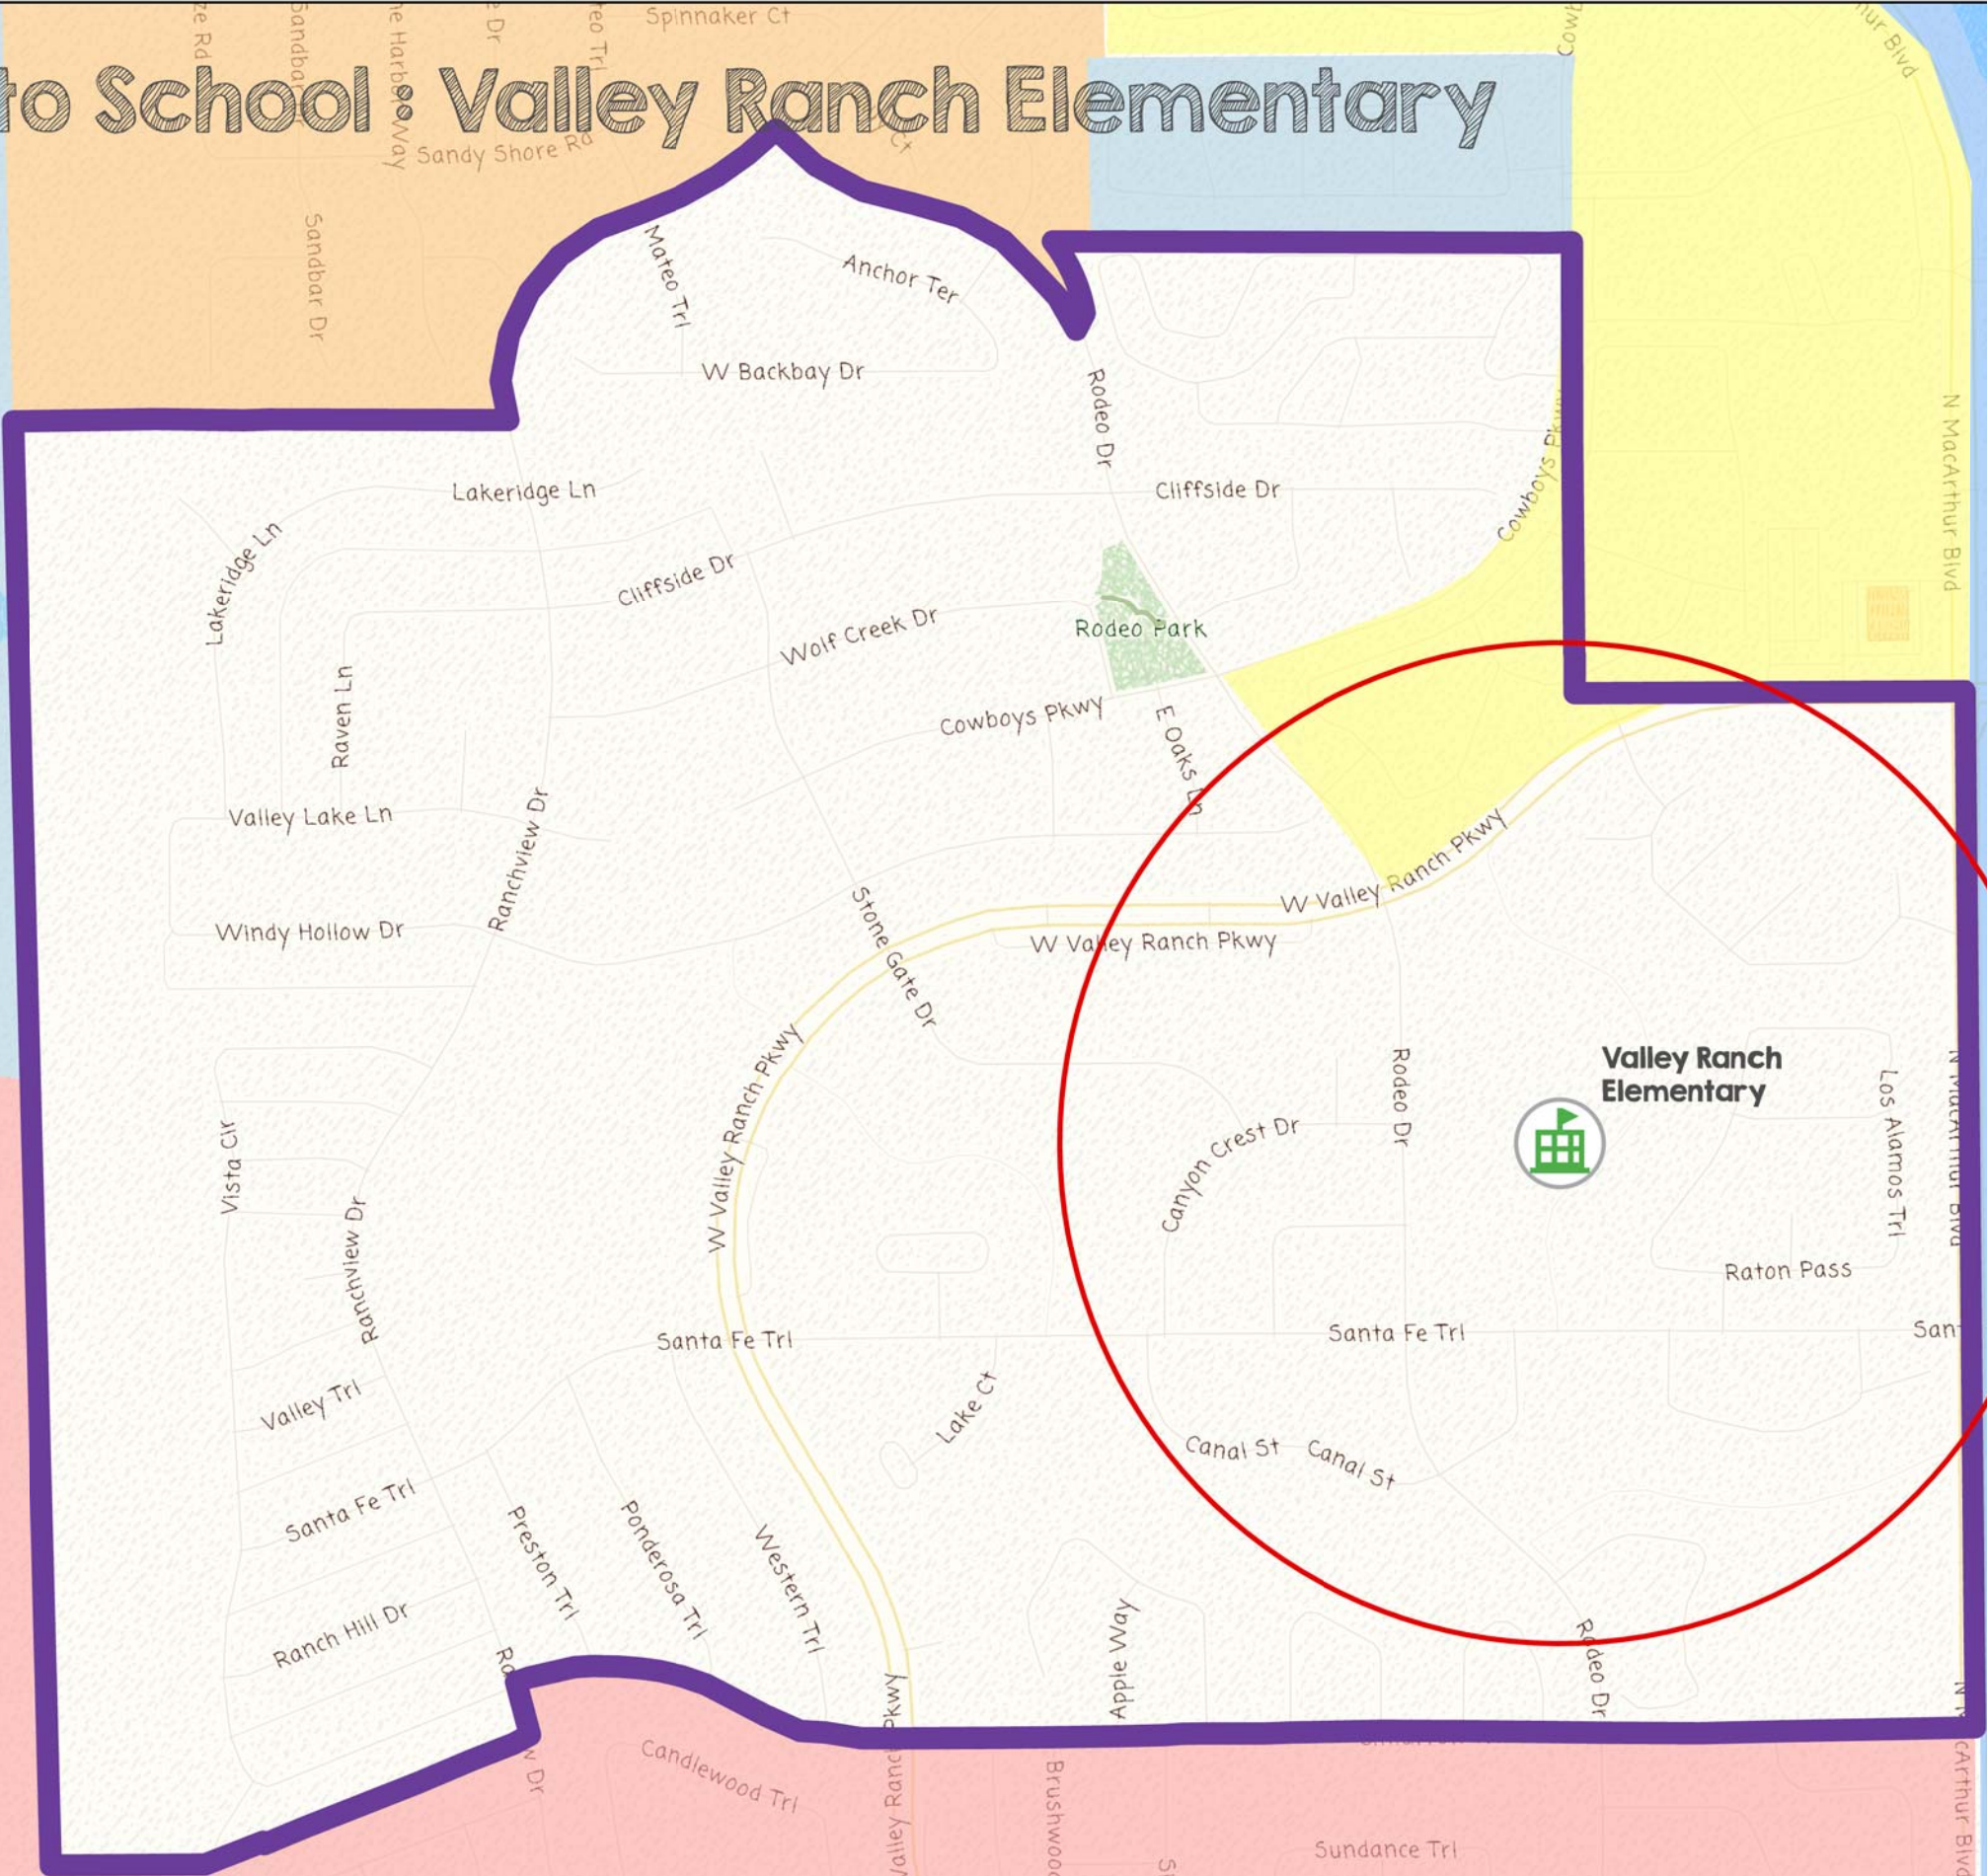 Spinnaker Ct
to School: Valley Ranch Elementary
Sandy Shore Rd
Sandbar Dr
Mateo Trl
Anchor Ter
W Backbay Dr
Rodeo Dr
N MacArthur Blvd
Lakeridge Ln
Cliffside Dr
Cowboys Pkwy
Lakeridge Ln
Cliffside Dr
Wolf Creek Dr
Rodeo Park
Raven Ln
Cowboys Pkwy
E Oaks Ln
Valley Lake Ln
Ranchview Dr
W Valley Ranch Pkwy
Windy Hollow Dr
Stone Gate Dr
W Valley Ranch Pkwy
W Valley Ranch Pkwy
Valley Ranch
Elementary
Rodeo Dr
Los Alamos Trl
N MacArthur Blvd
Vista Cir
Canyon Crest Dr
Ranchview Dr
Raton Pass
Santa Fe Trl
Santa Fe Trl
Valley Trl
Lake Ct
Canal St
Canal St
Santa Fe Trl
Preston Trl
Ponderosa Trl
Western Trl
Ranch Hill Dr
Apple Way
Rodeo Dr
Pkwy
Candlewood Trl
Sundance Trl